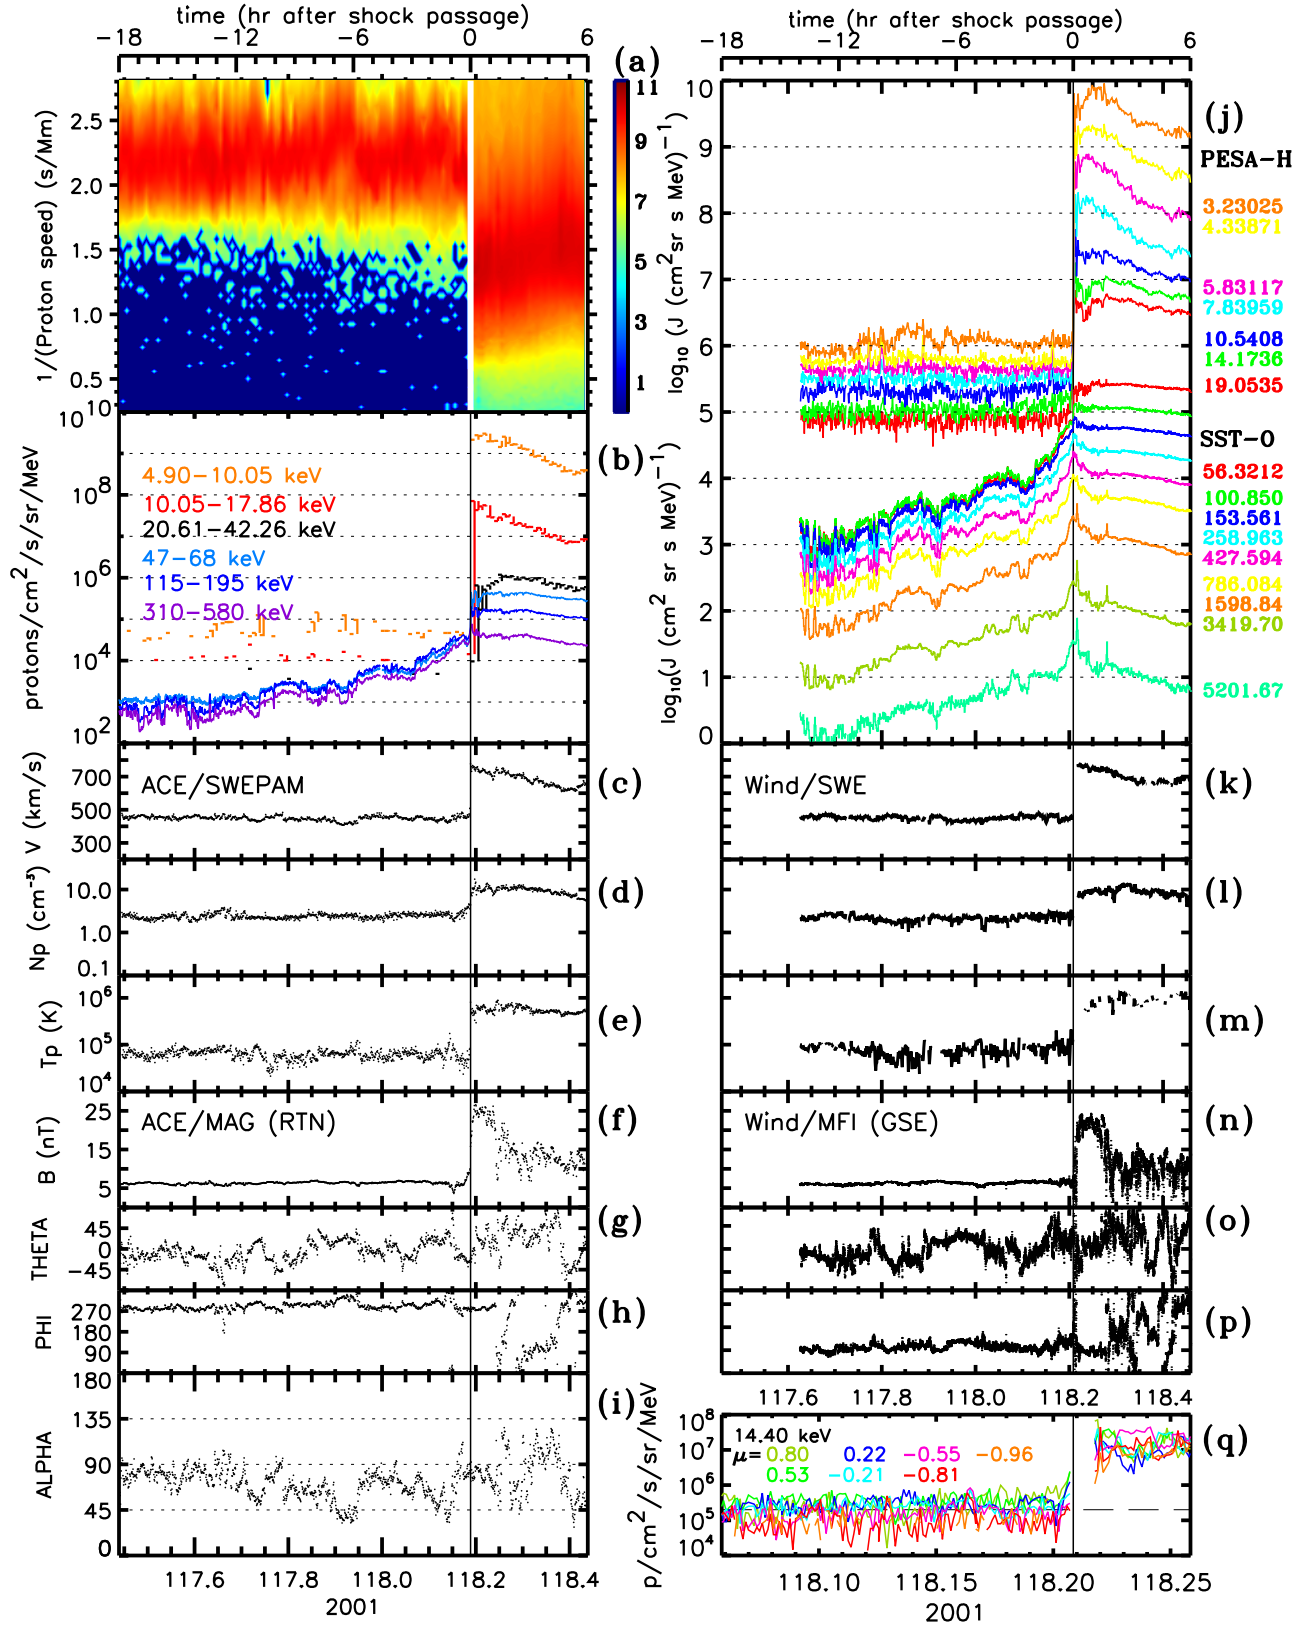 time (hr after shock passage)
-18 -12 -6 0 6
(a)
1/(Proton speed) (s/Mm)
2.5
2.0
1.5
1.0
0.5
11
9
7
5
3
1
(b)
protons/cm²/s/sr/MeV
10¹⁰
10⁸
10⁶
10⁴
10²
4.90-10.05 keV
10.05-17.86 keV
20.61-42.26 keV
47-68 keV
115-195 keV
310-580 keV
(c)
V (km/s)
700
500
300
ACE/SWEPAM
(d)
Np (cm⁻³)
10.0
1.0
0.1
(e)
Tp (K)
10⁶
10⁵
10⁴
(f)
B (nT)
25
15
5
ACE/MAG (RTN)
(g)
THETA
45
0
-45
(h)
PHI
270
180
90
(i)
ALPHA
180
135
90
45
0
117.6 117.8 118.0 118.2 118.4
2001
time (hr after shock passage)
-18 -12 -6 0 6
(j)
log₁₀ (J (cm² sr s MeV)⁻¹)
log₁₀(J (cm² sr s MeV)⁻¹)
10
9
8
7
6
5
4
3
2
1
0
PESA-H
3.23025
4.33871
5.83117
7.83959
10.5408
14.1736
19.0535
SST-O
56.3212
100.850
153.561
258.963
427.594
786.084
1598.84
3419.70
5201.67
(k)
Wind/SWE
(l)
(m)
(n)
Wind/MFI (GSE)
(o)
(p)
117.6 117.8 118.0 118.2 118.4
(q)
p/cm²/s/sr/MeV
10⁸
10⁷
10⁶
10⁵
10⁴
14.40 keV
μ= 0.80 0.22 -0.55 -0.96
0.53 -0.21 -0.81
118.10 118.15 118.20 118.25
2001